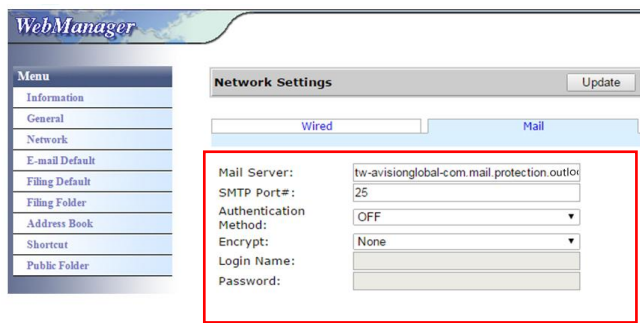 WebManager
Menu
Information
General
Network
E-mail Default
Filing Default
Filing Folder
Address Book
Shortcut
Public Folder
Network Settings
Update
Wired Mail
Mail Server: tw-avisionglobal-com.mail.protection.outloo
SMTP Port#: 25
Authentication Method: OFF
Encrypt: None
Login Name:
Password: